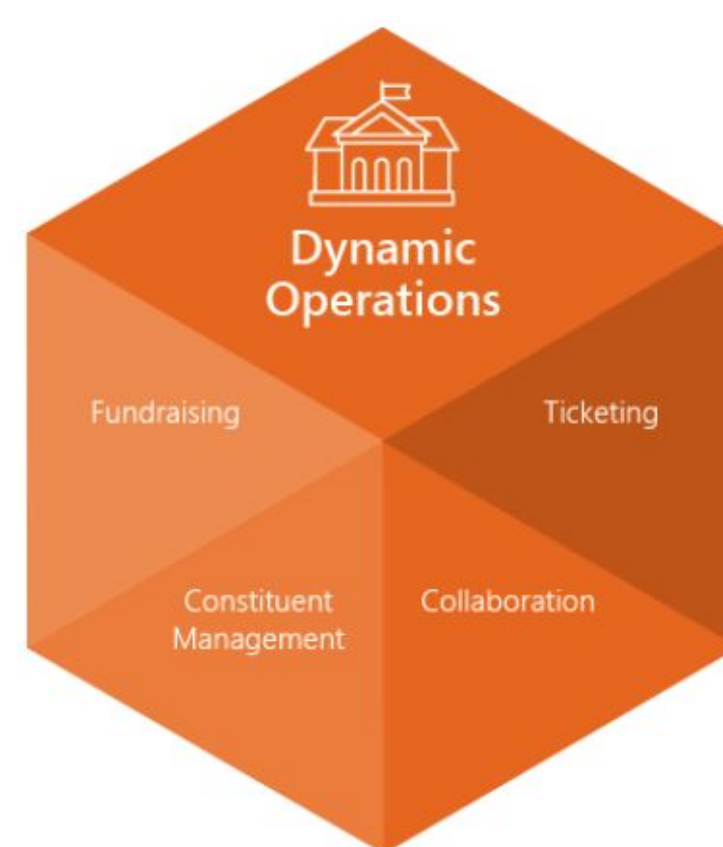 Dynamic
Operations
Fundraising
Ticketing
Constituent
Management
Collaboration